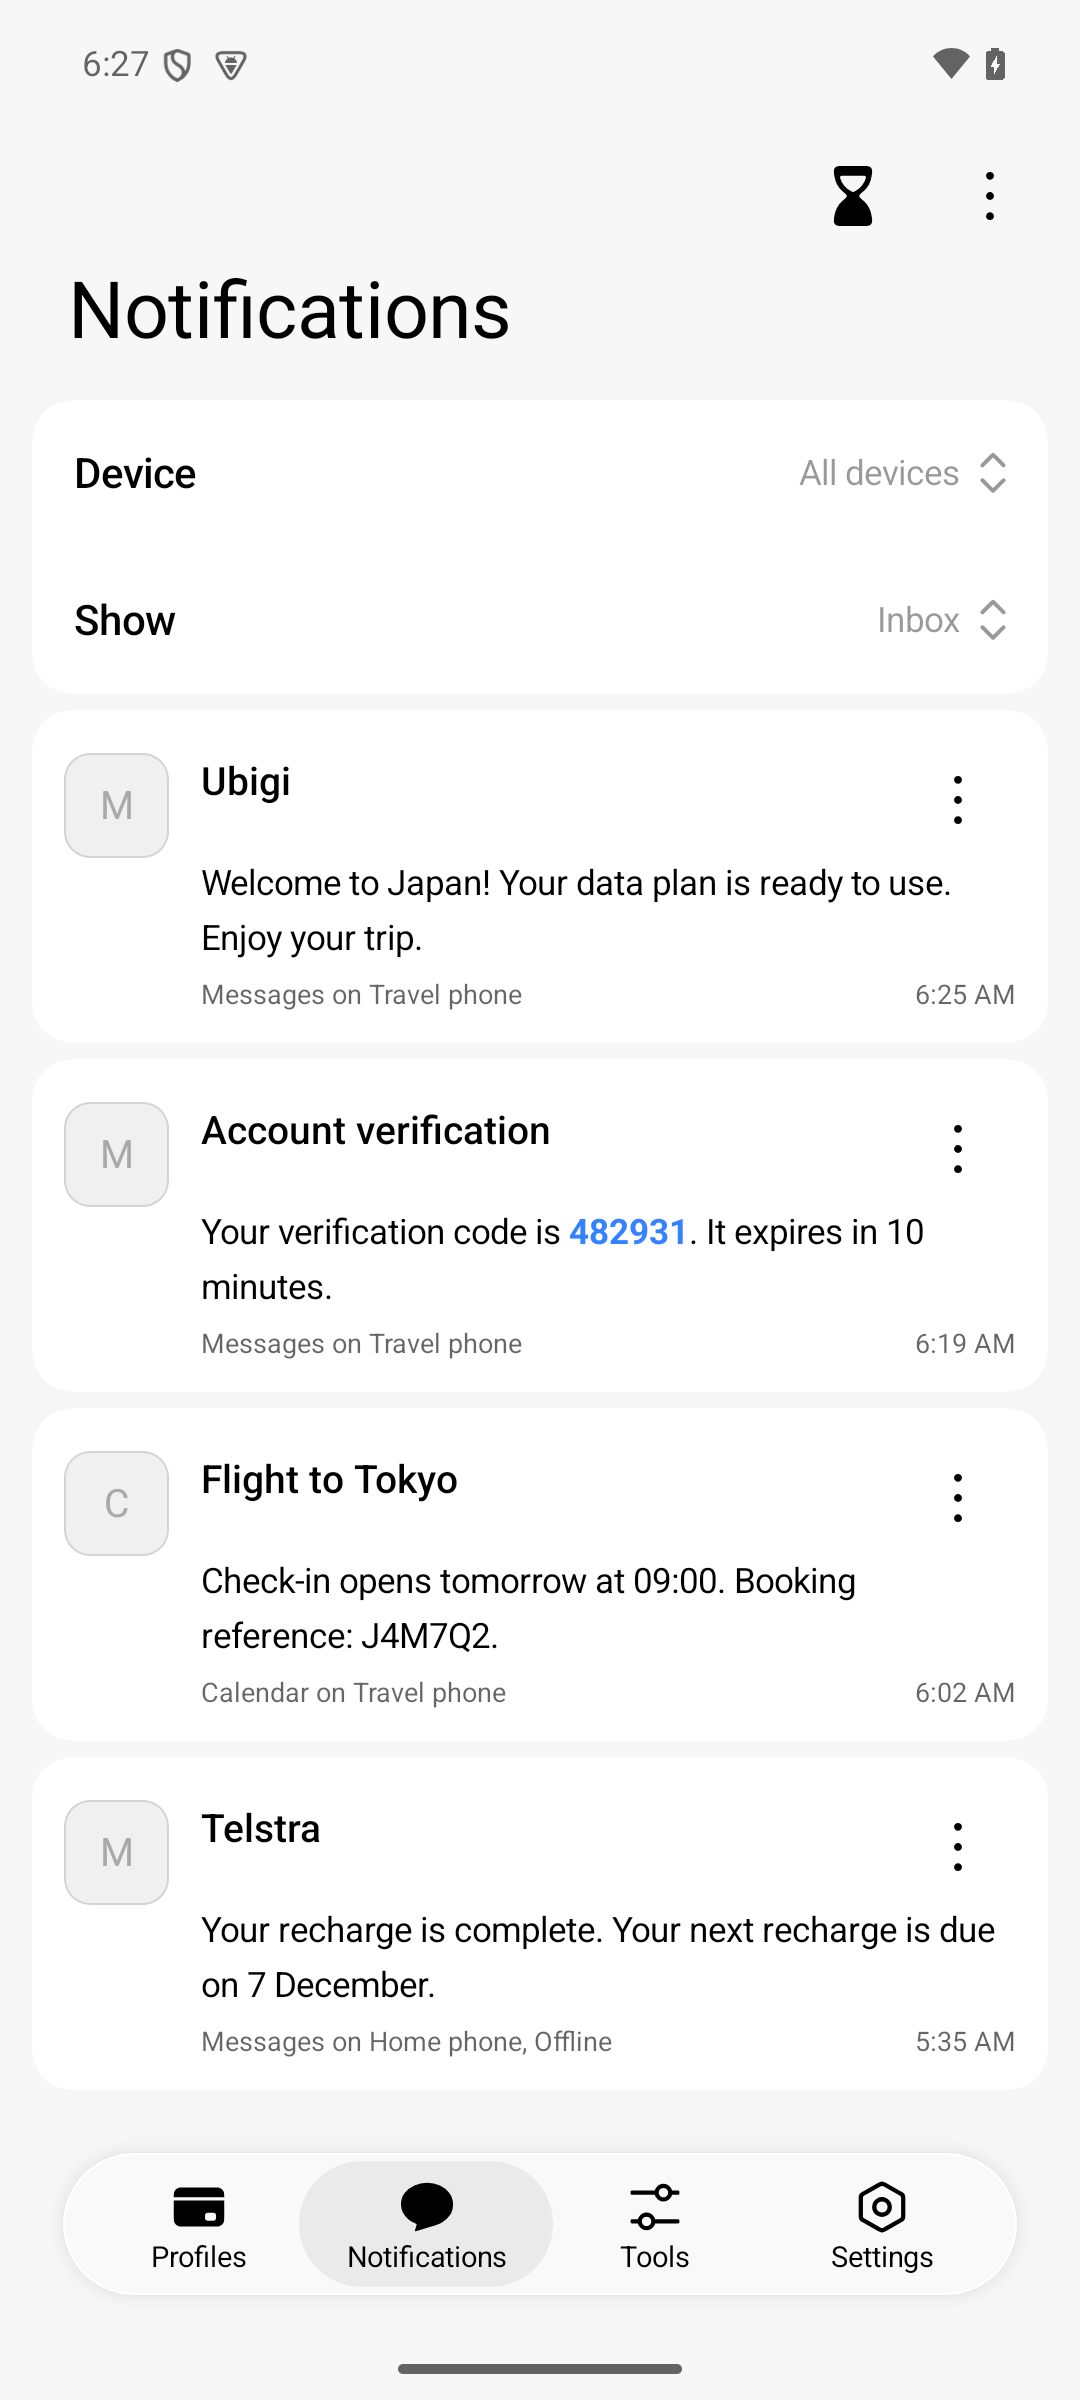 6:27
Notifications
Device
All devices
Show
Inbox
M
Ubigi
Welcome to Japan! Your data plan is ready to use.
Enjoy your trip.
Messages on Travel phone
6:25 AM
M
Account verification
Your verification code is 482931. It expires in 10
minutes.
Messages on Travel phone
6:19 AM
C
Flight to Tokyo
Check-in opens tomorrow at 09:00. Booking
reference: J4M7Q2.
Calendar on Travel phone
6:02 AM
M
Telstra
Your recharge is complete. Your next recharge is due
on 7 December.
Messages on Home phone, Offline
5:35 AM
Profiles
Notifications
Tools
Settings